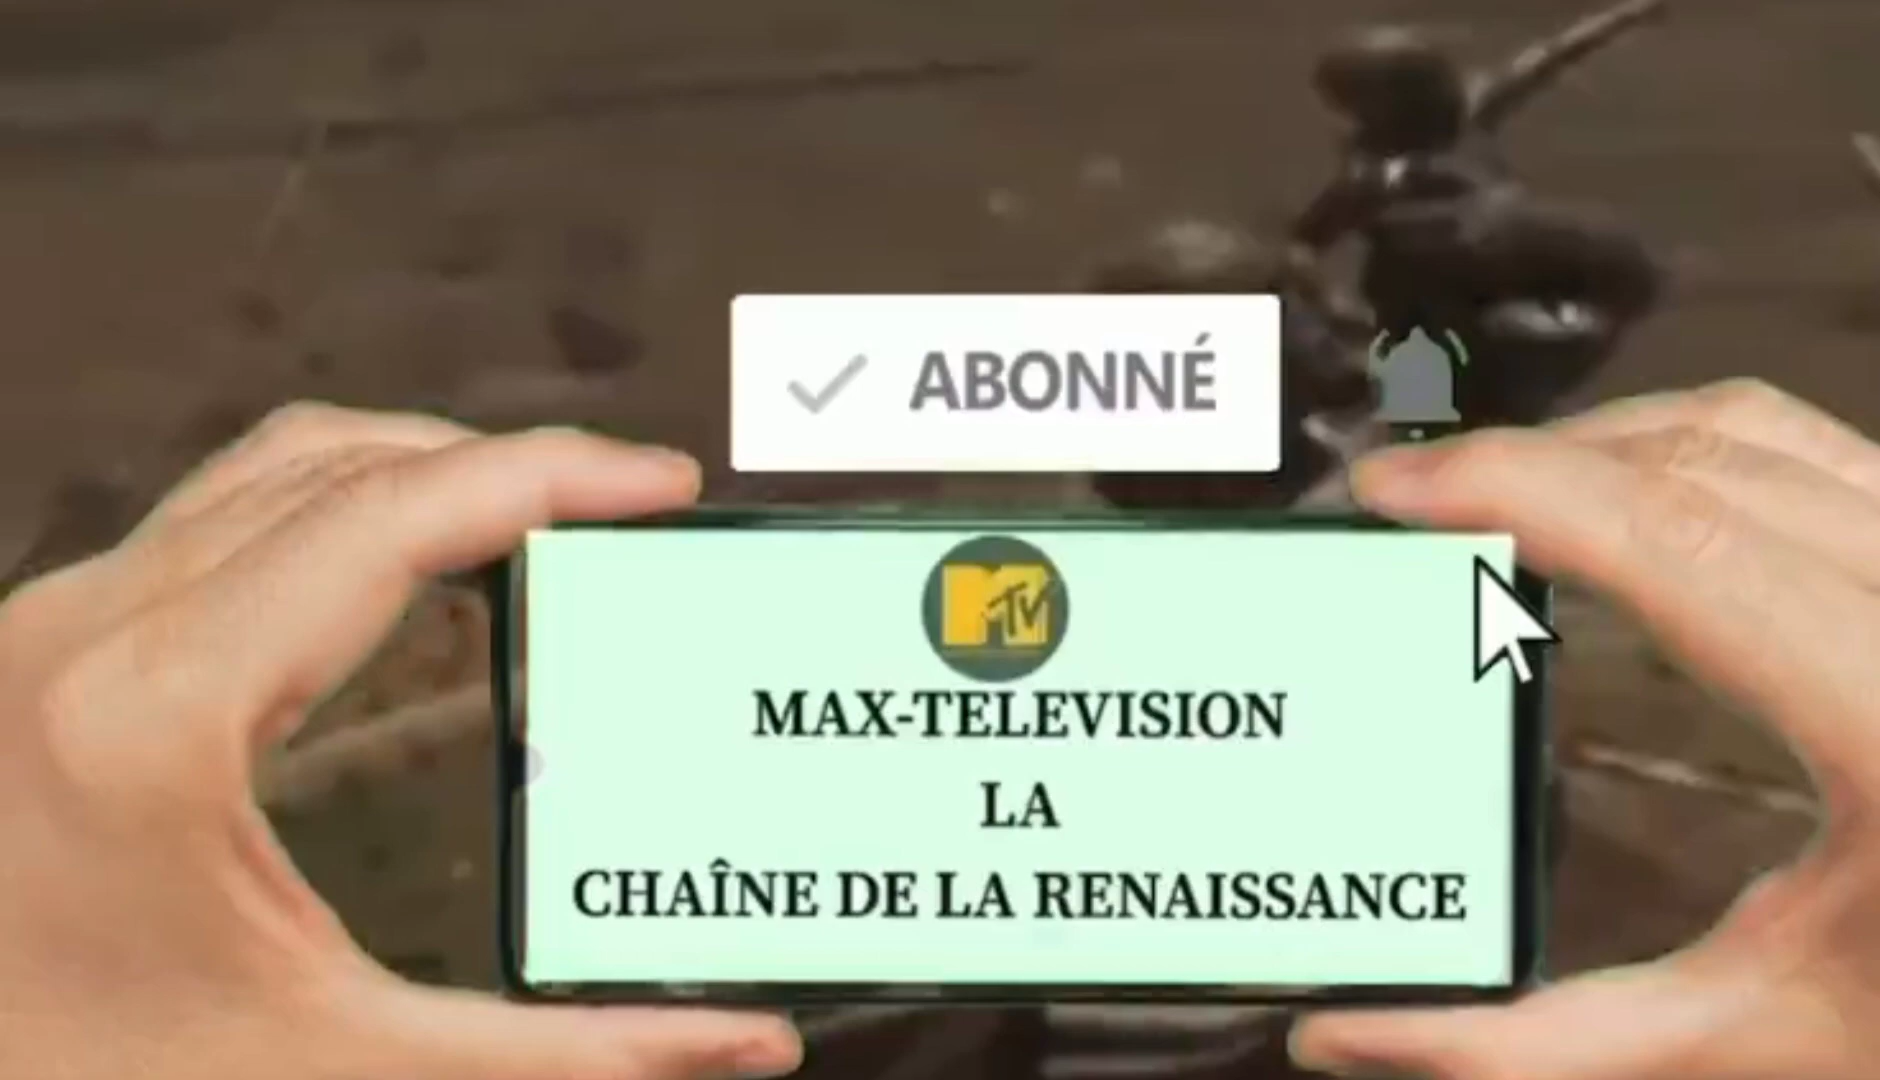 ABONNÉ
MTV
MAX-TELEVISION
LA
CHAÎNE DE LA RENAISSANCE